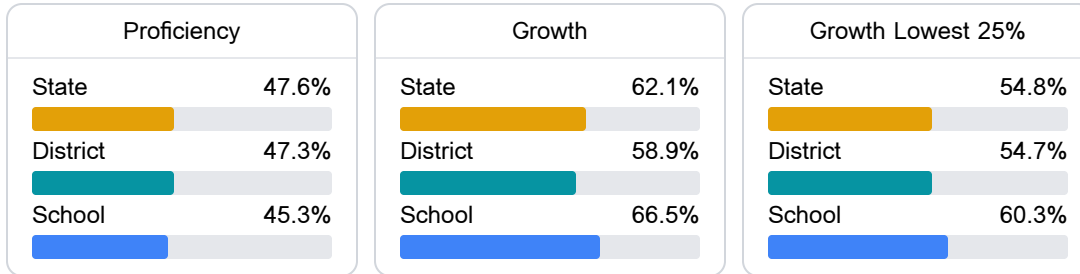 Proficiency
State 47.6%
District 47.3%
School 45.3%
Growth
State 62.1%
District 58.9%
School 66.5%
Growth Lowest 25%
State 54.8%
District 54.7%
School 60.3%